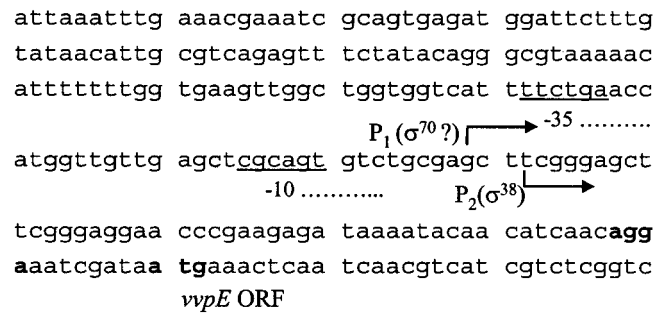 attaaatttg aaacgaaatc gcagtgagat ggattctttg
tataacattg cgtcagagtt tctatacagg gcgtaaaaac
atttttttgg tgaagttggc tggtggtcat tttctgaacc
P1 (σ70 ?) -35 ..........
atggttgttg agctcgcagt gtctgcgagc ttcgggagct
-10 ........... P2(σ38)
tcgggaggaa cccgaagaga taaaatacaa catcaacagg
aaatcgataa tgaaactcaa tcaacgtcat cgtctcggtc
vvpE ORF